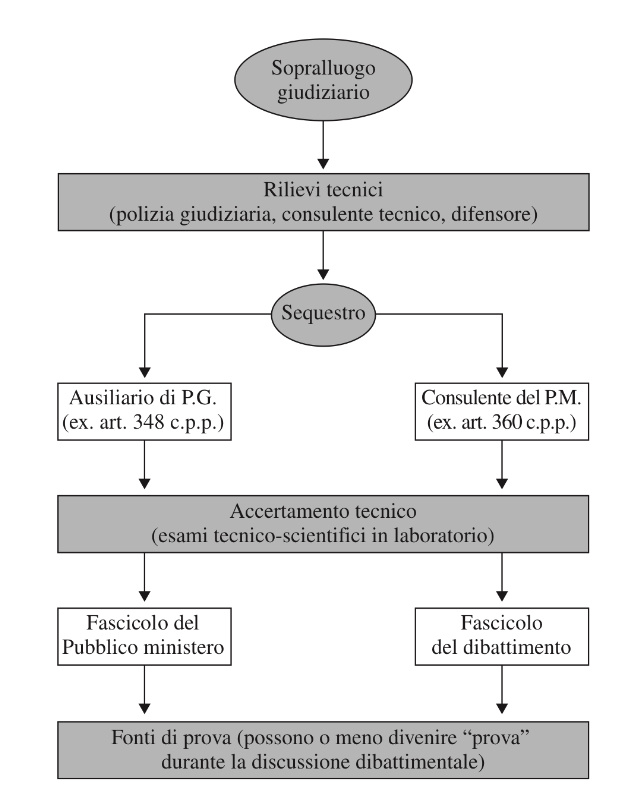 Sopralluogo
giudiziario
Rilievi tecnici
(polizia giudiziaria, consulente tecnico, difensore)
Sequestro
Ausiliario di P.G.
(ex. art. 348 c.p.p.)
Consulente del P.M.
(ex. art. 360 c.p.p.)
Accertamento tecnico
(esami tecnico-scientifici in laboratorio)
Fascicolo del
Pubblico ministero
Fascicolo
del dibattimento
Fonti di prova (possono o meno divenire “prova”
durante la discussione dibattimentale)